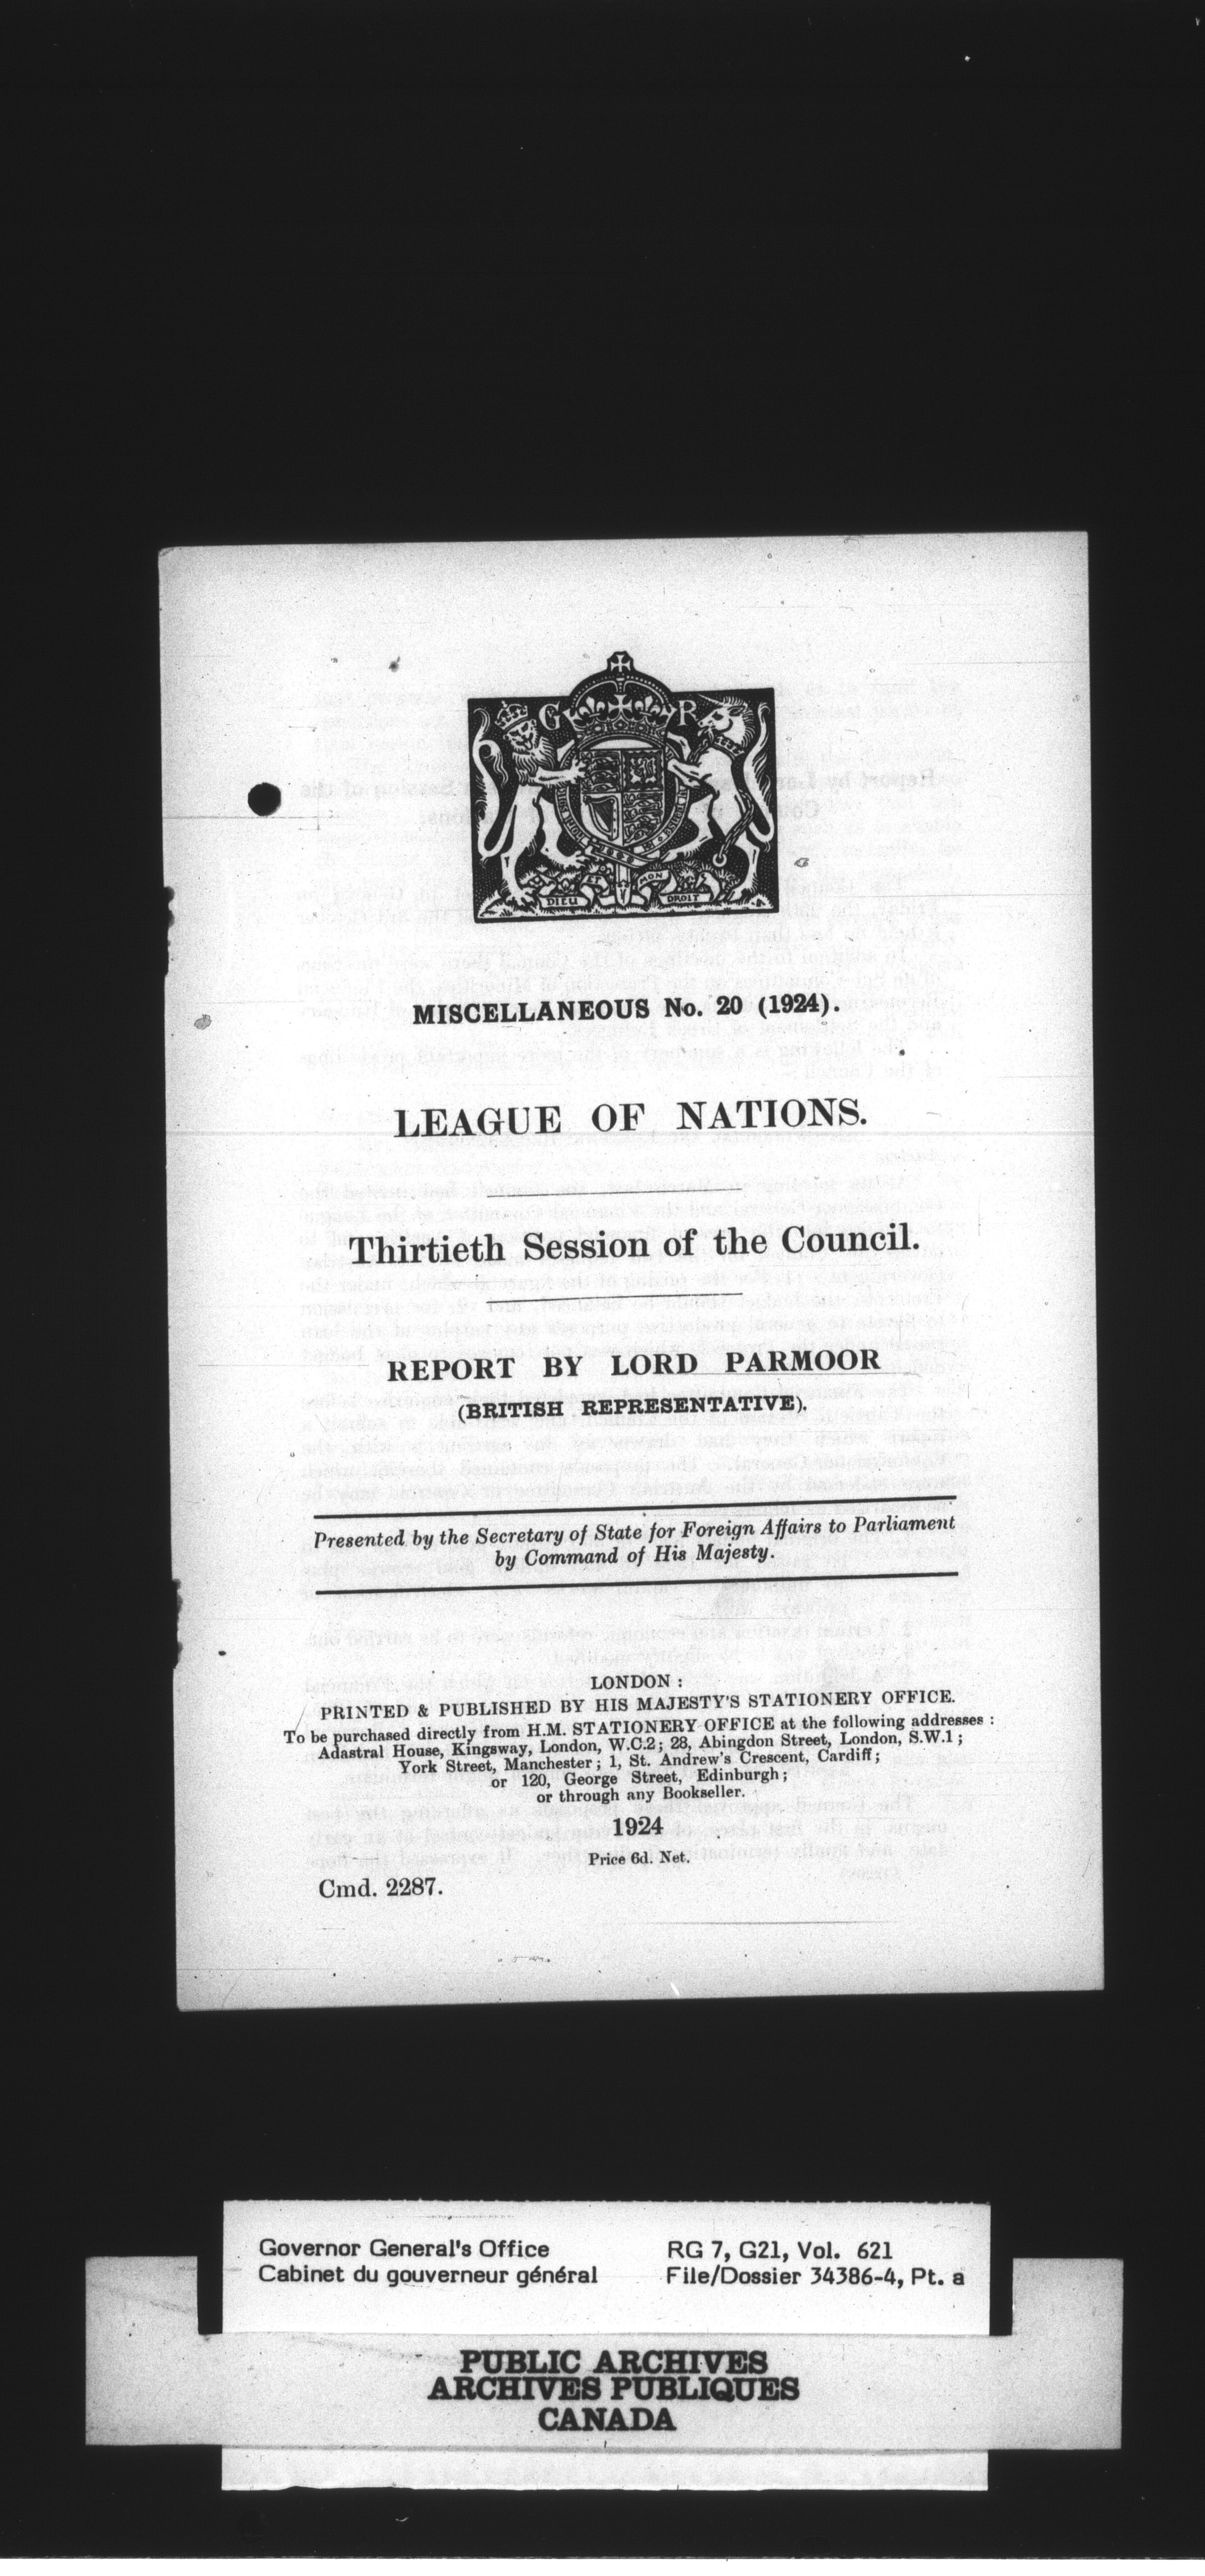 G R
DIEU ET MON DROIT
MISCELLANEOUS No. 20 (1924).
LEAGUE OF NATIONS.
Thirtieth Session of the Council.
REPORT BY LORD PARMOOR
(BRITISH REPRESENTATIVE).
Presented by the Secretary of State for Foreign Affairs to Parliament
by Command of His Majesty.
LONDON :
PRINTED & PUBLISHED BY HIS MAJESTY'S STATIONERY OFFICE.
To be purchased directly from H.M. STATIONERY OFFICE at the following addresses :
Adastral House, Kingsway, London, W.C.2; 28, Abingdon Street, London, S.W.1;
York Street, Manchester; 1, St. Andrew's Crescent, Cardiff;
or 120, George Street, Edinburgh;
or through any Bookseller.
1924
Price 6d. Net.
Cmd. 2287.
Governor General's Office RG 7, G21, Vol. 621
Cabinet du gouverneur général File/Dossier 34386-4, Pt. a
PUBLIC ARCHIVES
ARCHIVES PUBLIQUES
CANADA